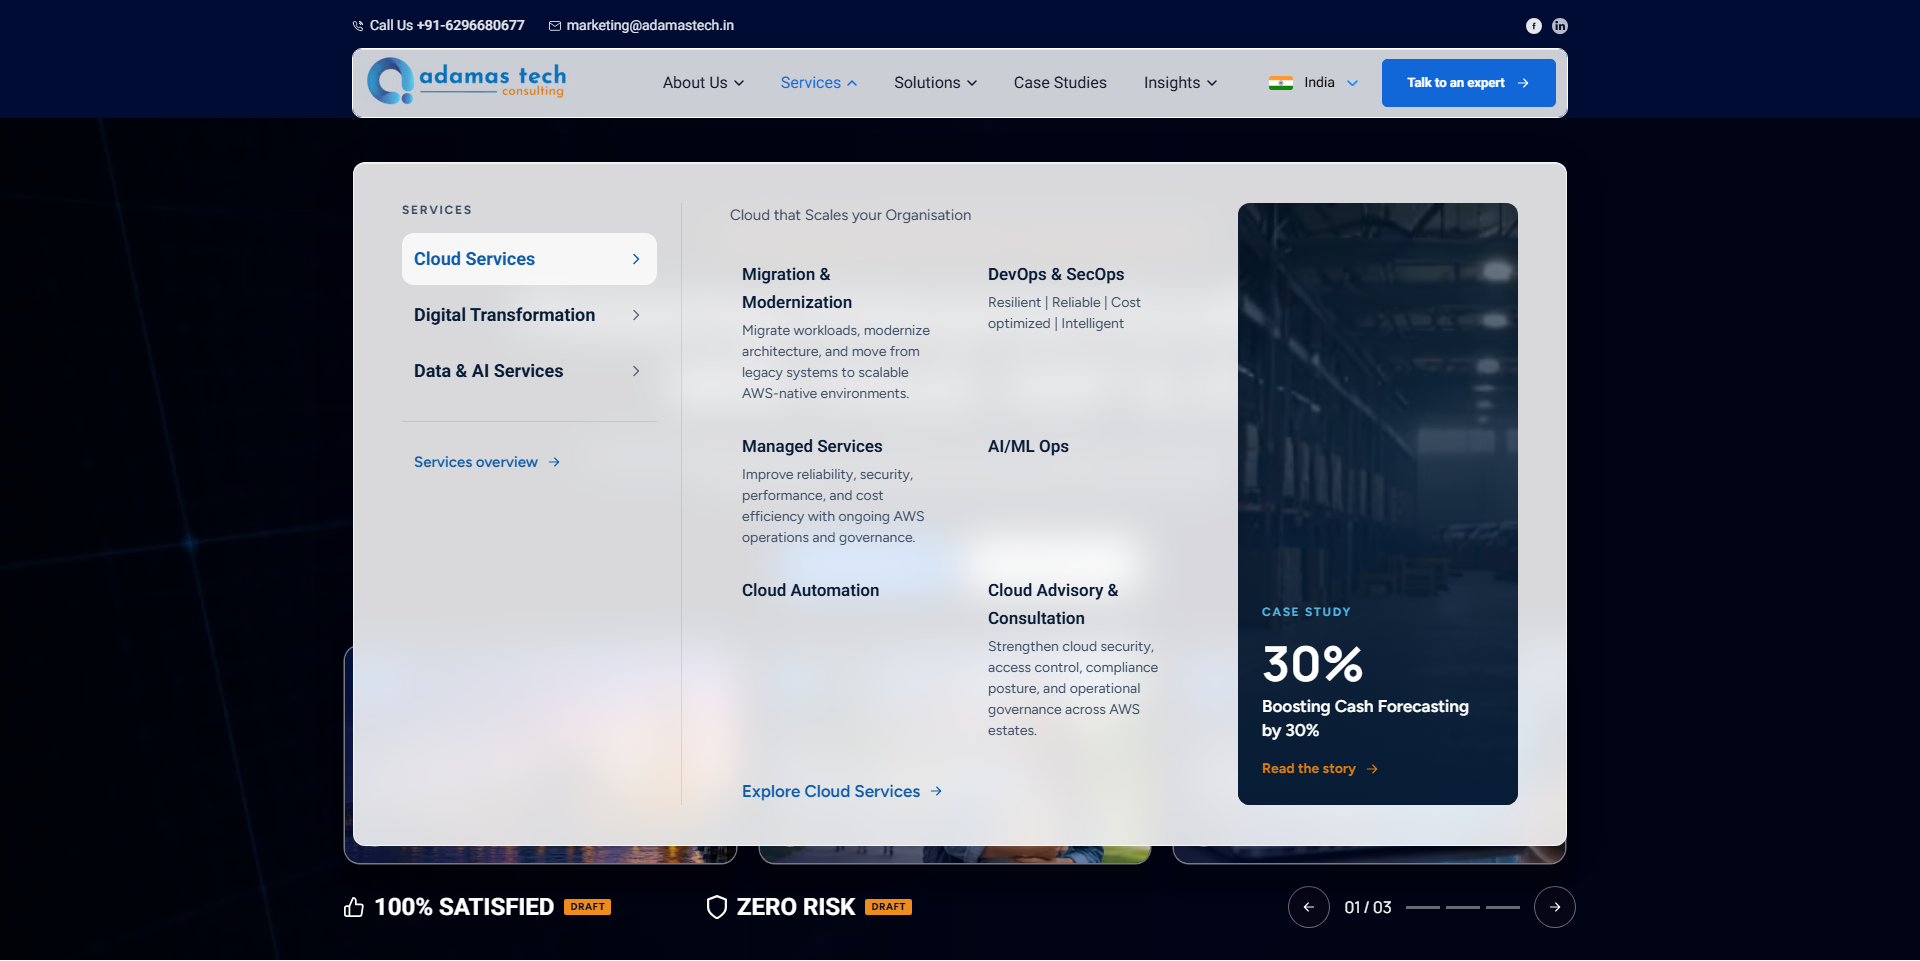 Call Us +91-6296680677
marketing@adamastech.in
f
in
adamas tech
consulting
About Us
Services
Solutions
Case Studies
Insights
India
Talk to an expert
SERVICES
Cloud Services
Digital Transformation
Data & AI Services
Services overview
Cloud that Scales your Organisation
Migration &
Modernization
Migrate workloads, modernize
architecture, and move from
legacy systems to scalable
AWS-native environments.
DevOps & SecOps
Resilient | Reliable | Cost
optimized | Intelligent
Managed Services
Improve reliability, security,
performance, and cost
efficiency with ongoing AWS
operations and governance.
AI/ML Ops
Cloud Automation
Cloud Advisory &
Consultation
Strengthen cloud security,
access control, compliance
posture, and operational
governance across AWS
estates.
Explore Cloud Services
CASE STUDY
30%
Boosting Cash Forecasting
by 30%
Read the story
100% SATISFIED
DRAFT
ZERO RISK
DRAFT
01 / 03